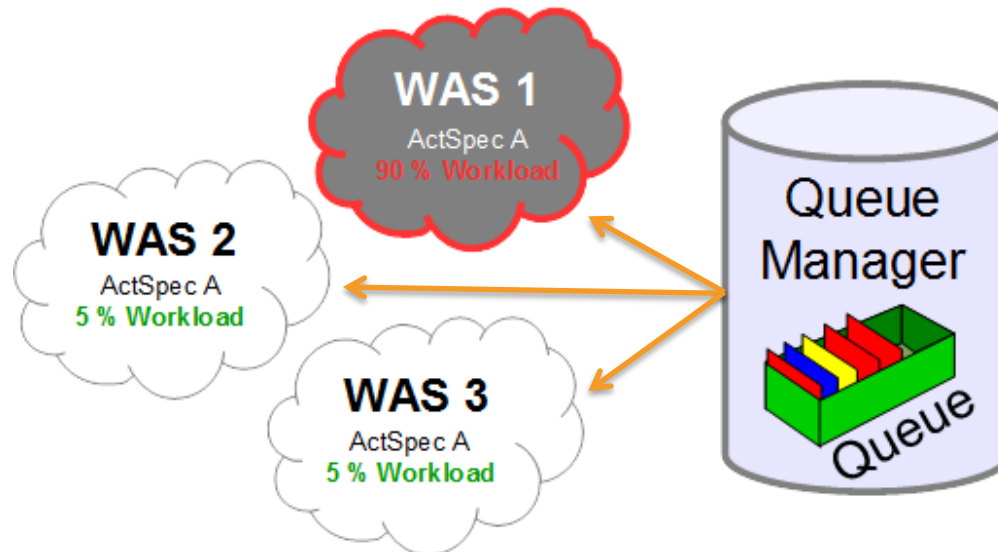 WAS 1
ActSpec A
90 % Workload
WAS 2
ActSpec A
5 % Workload
WAS 3
ActSpec A
5 % Workload
Queue
Manager
Queue